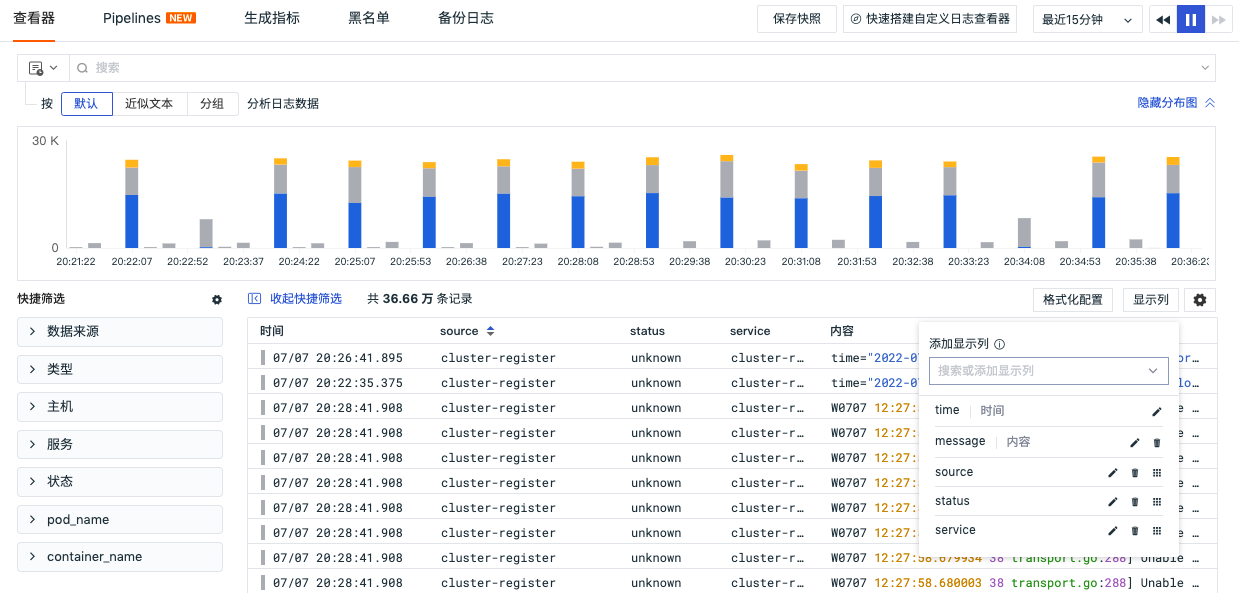 查看器 Pipelines NEW 生成指标 黑名单 备份日志 保存快照 快速搭建自定义日志查看器 最近15分钟
搜索
按 默认 近似文本 分组 分析日志数据 隐藏分布图
30 K
0
20:21:22 20:22:07 20:22:52 20:23:37 20:24:22 20:25:07 20:25:53 20:26:38 20:27:23 20:28:08 20:28:53 20:29:38 20:30:23 20:31:08 20:31:53 20:32:38 20:33:23 20:34:08 20:34:53 20:35:38 20:36:23
快捷筛选 收起快捷筛选 共 36.66 万 条记录 格式化配置 显示列
数据来源
类型
主机
服务
状态
pod_name
container_name
时间 source status service 内容
07/07 20:26:41.895 cluster-register unknown cluster-r… time="2022-0 or…
07/07 20:22:35.375 cluster-register unknown cluster-r… time="2022-0 lo…
07/07 20:28:41.908 cluster-register unknown cluster-r… W0707 12:27: e …
07/07 20:28:41.908 cluster-register unknown cluster-r… W0707 12:27: e …
07/07 20:28:41.908 cluster-register unknown cluster-r… W0707 12:27: e …
07/07 20:28:41.908 cluster-register unknown cluster-r… W0707 12:27: e …
07/07 20:28:41.908 cluster-register unknown cluster-r… W0707 12:27: e …
07/07 20:28:41.908 cluster-register unknown cluster-r… W0707 12:27: e …
07/07 20:28:41.908 cluster-register unknown cluster-r… W0707 12:27:58.679934 38 transport.go:288] Unable …
07/07 20:28:41.908 cluster-register unknown cluster-r… W0707 12:27:58.680003 38 transport.go:288] Unable …
添加显示列
搜索或添加显示列
time 时间
message 内容
source
status
service